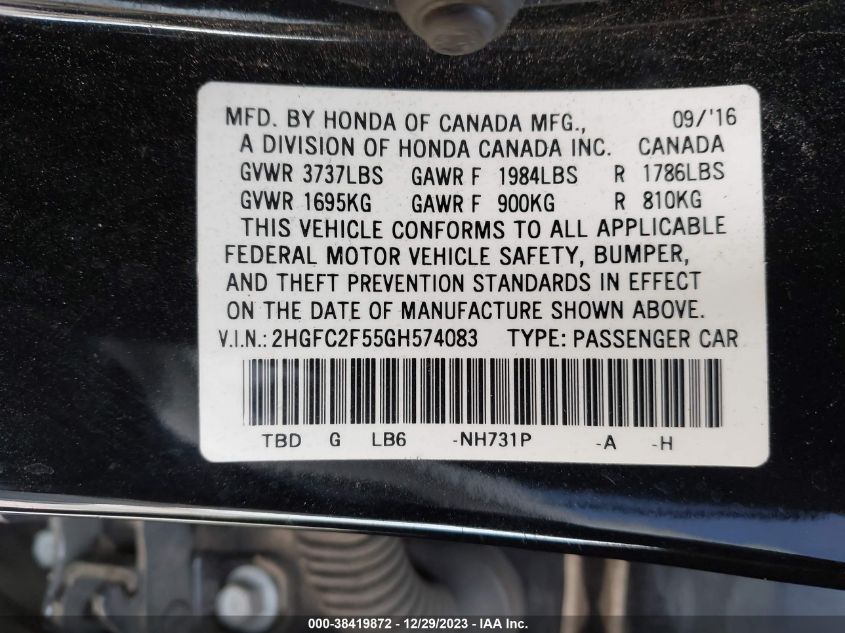 MFD. BY HONDA OF CANADA MFG., 09/'16
A DIVISION OF HONDA CANADA INC. CANADA
GVWR 3737LBS GAWR F 1984LBS R 1786LBS
GVWR 1695KG GAWR F 900KG R 810KG
THIS VEHICLE CONFORMS TO ALL APPLICABLE
FEDERAL MOTOR VEHICLE SAFETY, BUMPER,
AND THEFT PREVENTION STANDARDS IN EFFECT
ON THE DATE OF MANUFACTURE SHOWN ABOVE.
V.I.N.: 2HGFC2F55GH574083 TYPE: PASSENGER CAR
TBD G LB6 -NH731P -A -H
000-38419872 - 12/29/2023 - IAA Inc.